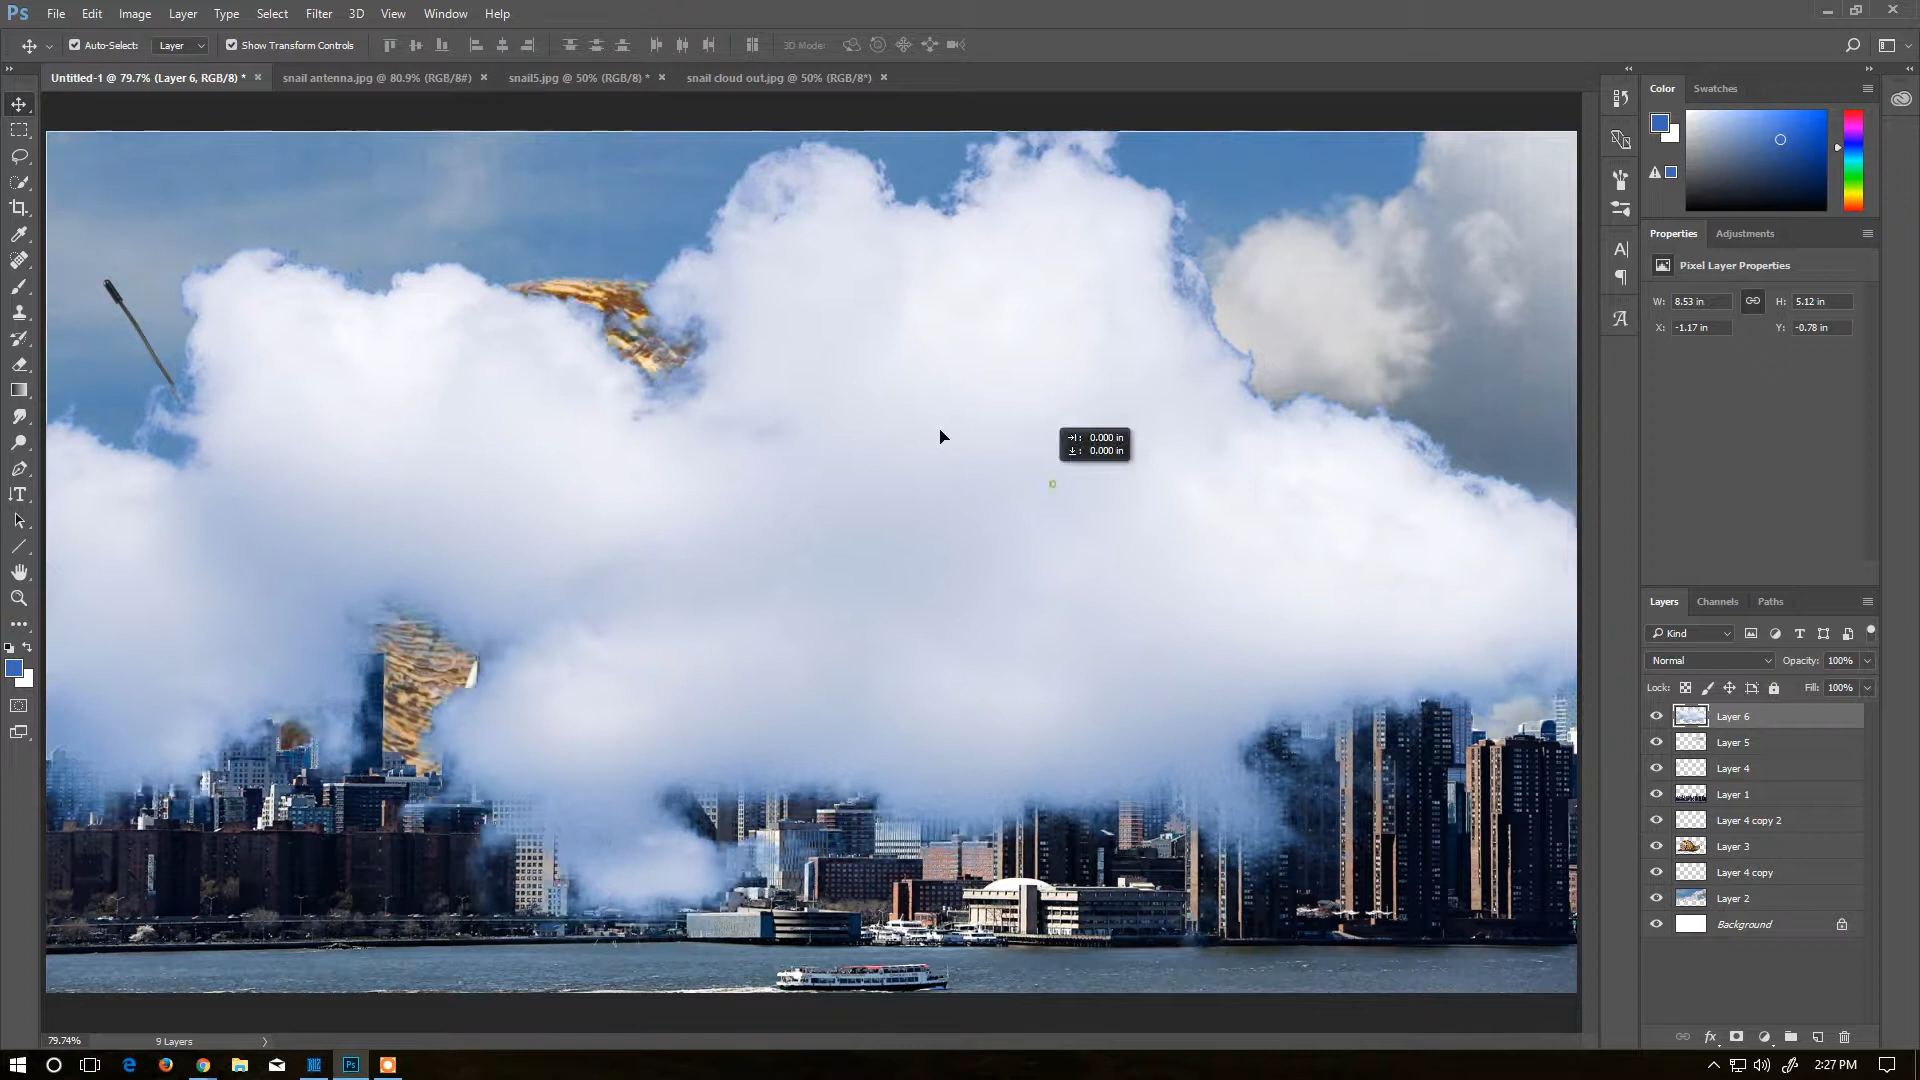 Ps File Edit Image Layer Type Select Filter 3D View Window Help
Auto-Select: Layer Show Transform Controls 3D Mode:
Untitled-1 @ 79.7% (Layer 6, RGB/8) * × snail antenna.jpg @ 80.9% (RGB/8#) × snail5.jpg @ 50% (RGB/8) * × snail cloud out.jpg @ 50% (RGB/8*) ×
Color Swatches
Properties Adjustments
Pixel Layer Properties
W: 8.53 in H: 5.12 in
X: -1.17 in Y: -0.78 in
0.000 in
0.000 in
Layers Channels Paths
Kind
Normal Opacity: 100%
Lock: Fill: 100%
Layer 6
Layer 5
Layer 4
Layer 1
Layer 4 copy 2
Layer 3
Layer 4 copy
Layer 2
Background
79.74% 9 Layers
Ps 2:27 PM